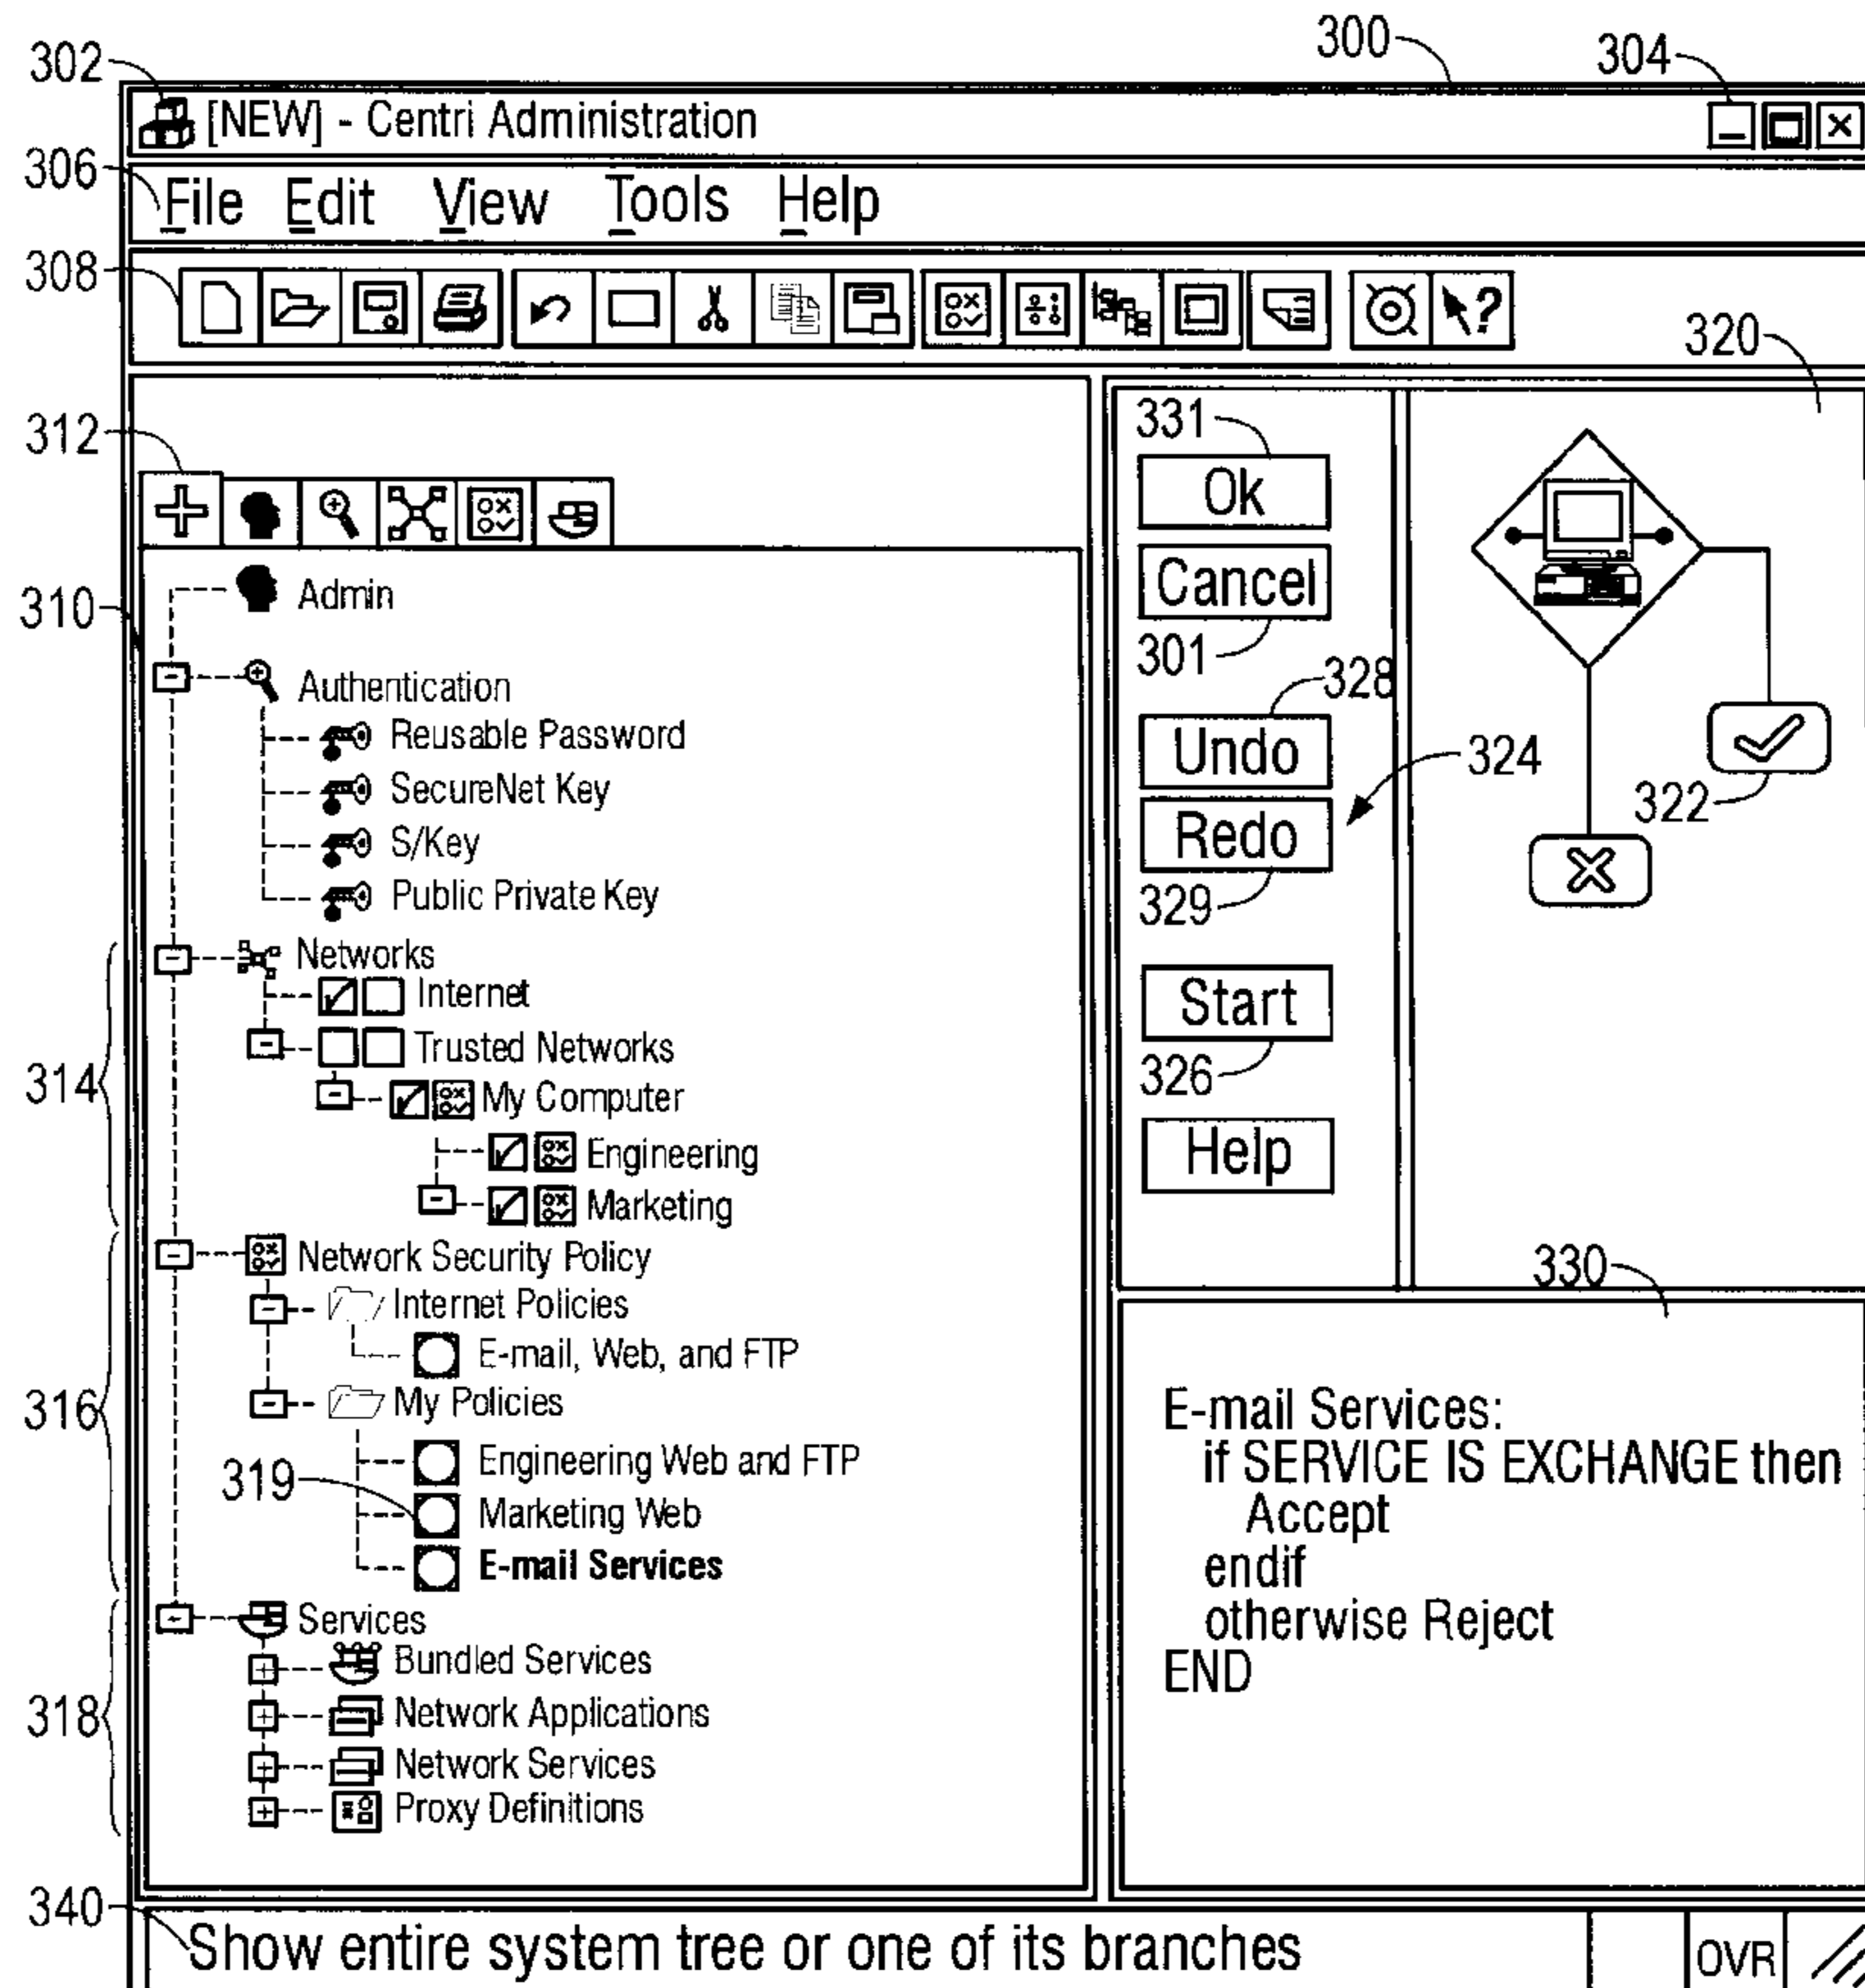 300
302
304
[NEW] - Centri Administration
306
File Edit View Tools Help
308
320
312
331
Ok
Cancel
301
310
Admin
328
Authentication
Reusable Password
Undo
324
SecureNet Key
322
S/Key
Redo
Public Private Key
329
Networks
Internet
Start
Trusted Networks
314
326
My Computer
Engineering
Help
Marketing
Network Security Policy
330
Internet Policies
E-mail, Web, and FTP
316
My Policies
Engineering Web and FTP
319
Marketing Web
E-mail Services
E-mail Services:
if SERVICE IS EXCHANGE then
Accept
endif
otherwise Reject
END
Services
Bundled Services
318
Network Applications
Network Services
Proxy Definitions
340
Show entire system tree or one of its branches
OVR